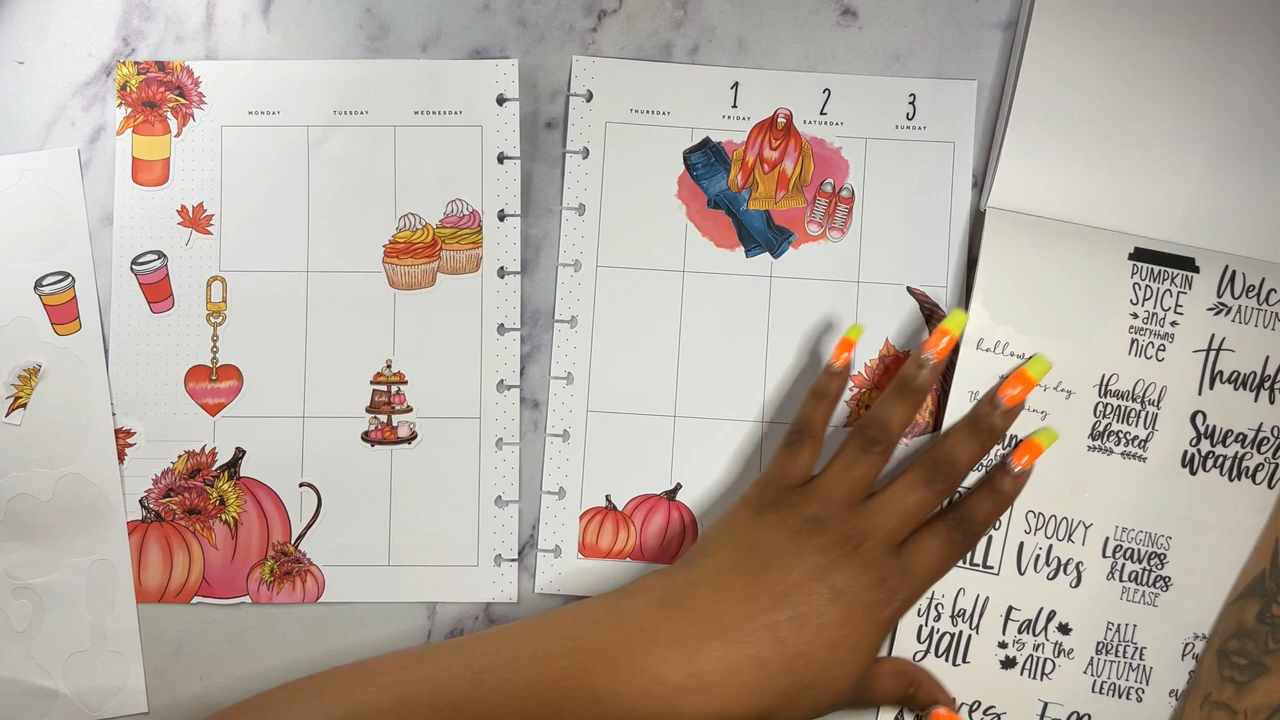 MONDAY
TUESDAY
WEDNESDAY
THURSDAY
1
FRIDAY
2
SATURDAY
3
SUNDAY
PUMPKIN
SPICE
and
everything
nice
thankful
GRATEFUL
blessed
Sweater
weather
SPOOKY
Vibes
LEGGINGS
Leaves
&Lattes
PLEASE
it's fall
y'all
Fall
is in the
AIR
FALL
BREEZE
AUTUMN
LEAVES